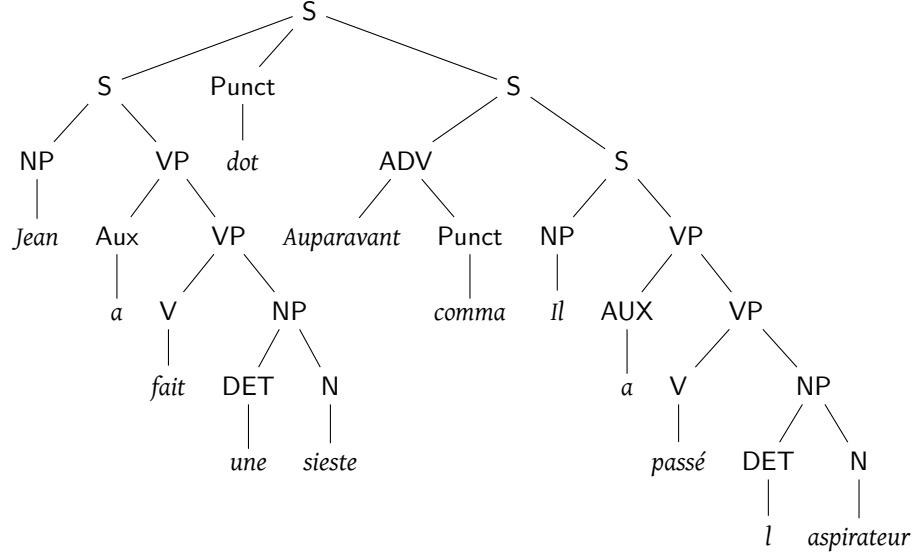 S
S Punct S
NP VP dot ADV S
Jean Aux VP Auparavant Punct NP VP
a V NP comma Il AUX VP
fait DET N a V NP
une sieste passé DET N
l aspirateur